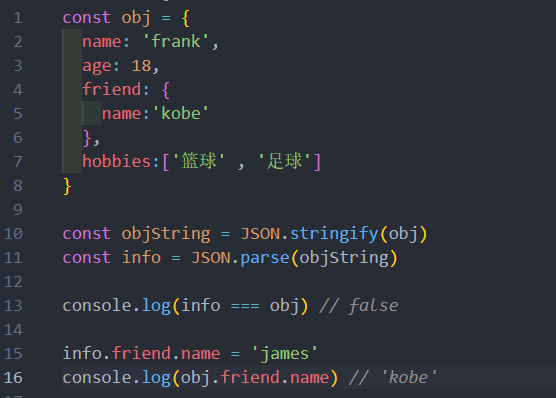 1 const obj = {
2   name: 'frank',
3   age: 18,
4   friend: {
5     name:'kobe'
6   },
7   hobbies:['篮球' , '足球']
8 }
9
10 const objString = JSON.stringify(obj)
11 const info = JSON.parse(objString)
12
13 console.log(info === obj) // false
14
15 info.friend.name = 'james'
16 console.log(obj.friend.name) // 'kobe'